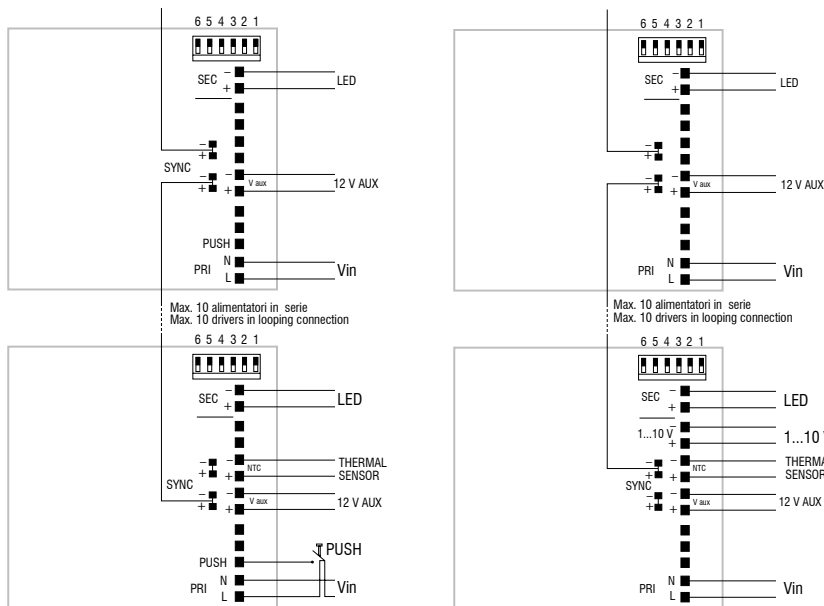 6 5 4 3 2 1
SEC
−
+
LED
−
+
SYNC
−
+
−
+
V aux
12 V AUX
PUSH
PRI
N
L
Vin
Max. 10 alimentatori in serie
Max. 10 drivers in looping connection
6 5 4 3 2 1
SEC
−
+
LED
−
+
−
+
−
+
V aux
12 V AUX
PRI
N
L
Vin
Max. 10 alimentatori in serie
Max. 10 drivers in looping connection
6 5 4 3 2 1
SEC
−
+
LED
−
+
−
+
NTC
THERMAL
SENSOR
SYNC
−
+
−
+
V aux
12 V AUX
PUSH
PUSH
PRI
N
L
Vin
6 5 4 3 2 1
SEC
−
+
LED
1...10 V
−
+
1...10
−
+
−
+
NTC
SENSOR
SYNC
−
+
−
+
V aux
12 V AUX
PRI
N
L
Vin